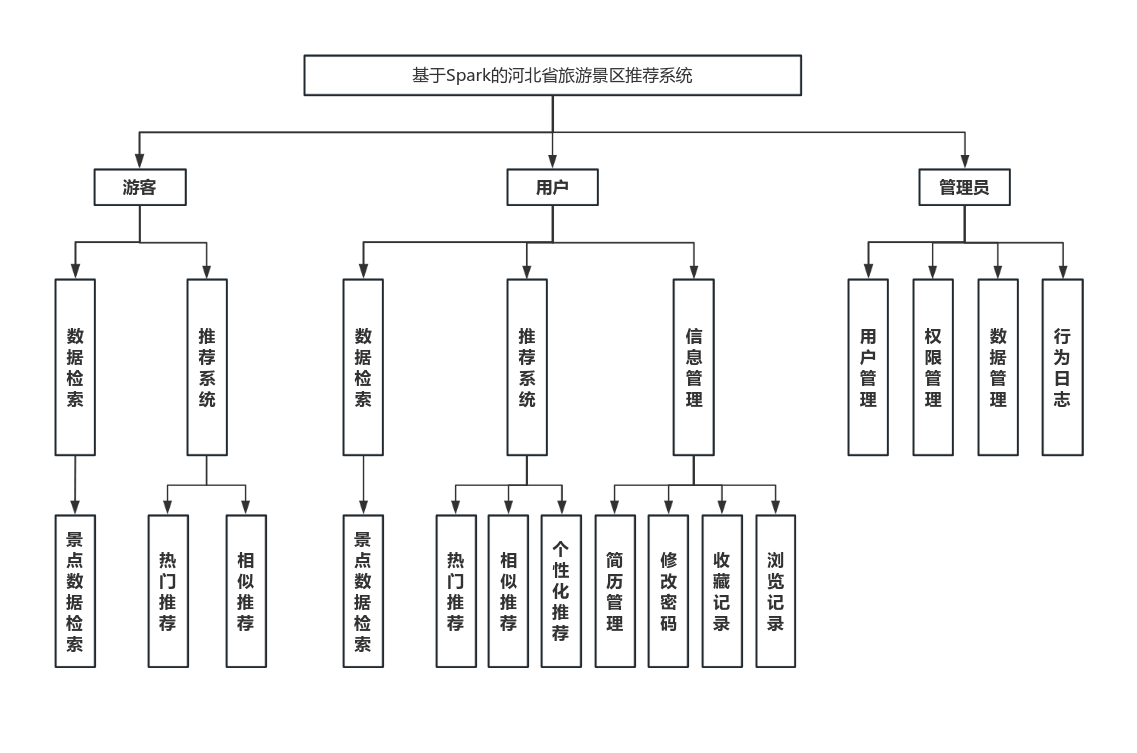 基于Spark的河北省旅游景区推荐系统
游客
用户
管理员
数据检索
推荐系统
数据检索
推荐系统
信息管理
用户管理
权限管理
数据管理
行为日志
景点数据检索
热门推荐
相似推荐
景点数据检索
热门推荐
相似推荐
个性化推荐
简历管理
修改密码
收藏记录
浏览记录